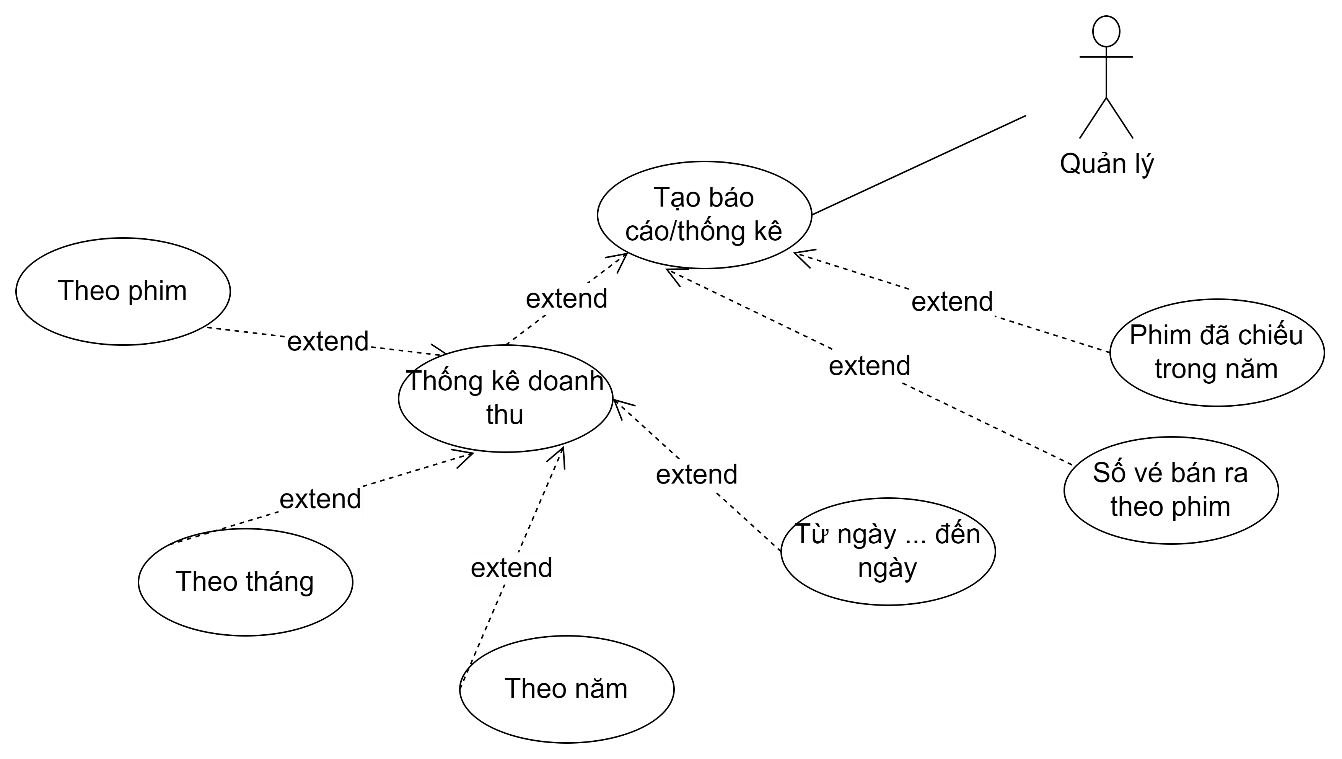 Quản lý
Tạo báo
cáo/thống kê
Theo phim
extend
extend
extend
Phim đã chiếu
trong năm
extend
Thống kê doanh
thu
extend
Số vé bán ra
theo phim
extend
Từ ngày ... đến
ngày
extend
Theo tháng
extend
Theo năm